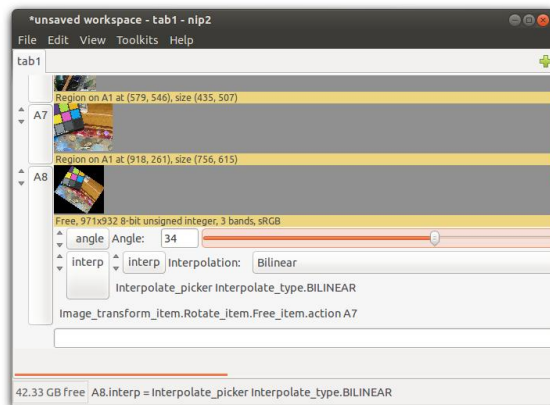 *unsaved workspace - tab1 - nip2
File Edit View Toolkits Help
tab1
Region on A1 at (579, 546), size (435, 507)
A7
Region on A1 at (918, 261), size (756, 615)
A8
Free, 971x932 8-bit unsigned integer, 3 bands, sRGB
angle Angle: 34
interp interp Interpolation: Bilinear
Interpolate_picker Interpolate_type.BILINEAR
Image_transform_item.Rotate_item.Free_item.action A7
42.33 GB free A8.interp = Interpolate_picker Interpolate_type.BILINEAR